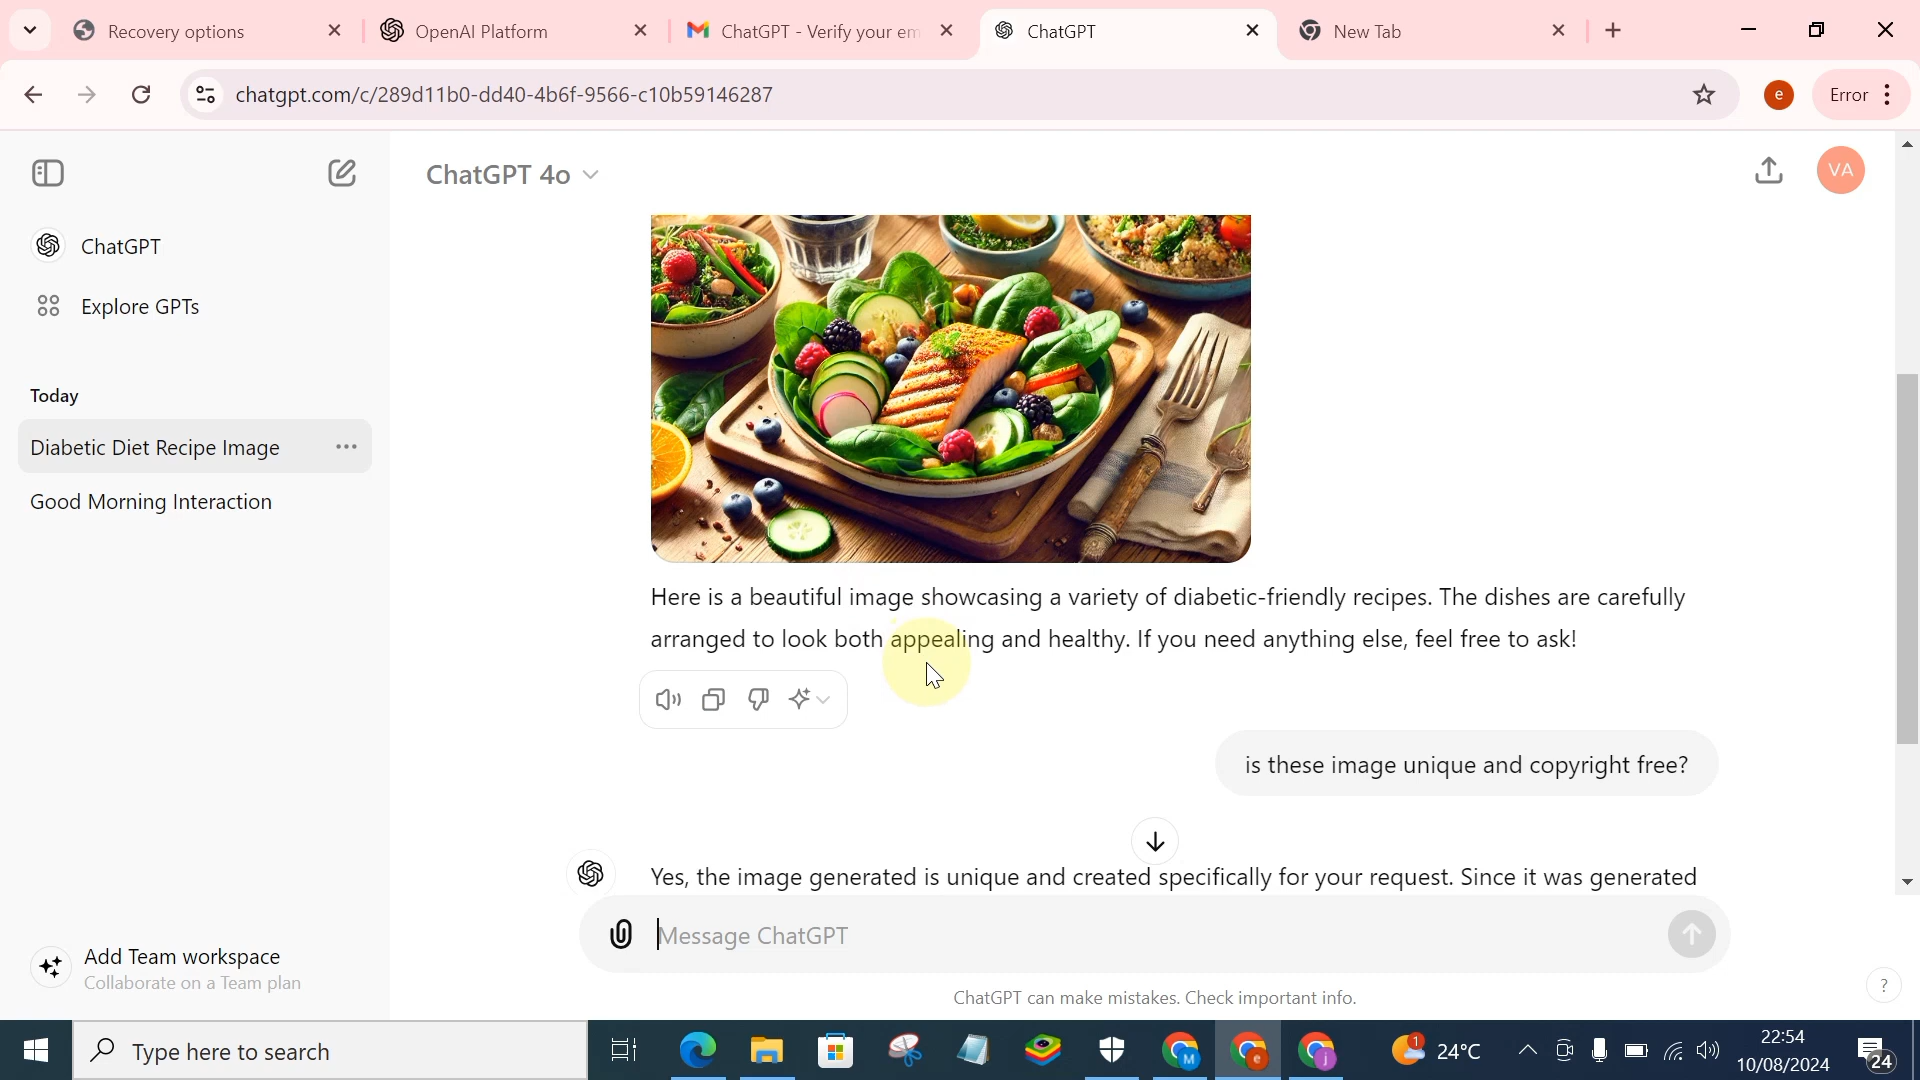 Recovery options
OpenAI Platform
ChatGPT - Verify your em
ChatGPT
New Tab
chatgpt.com/c/289d11b0-dd40-4b6f-9566-c10b59146287
e
Error
ChatGPT 4o
VA
ChatGPT
Explore GPTs
Today
Diabetic Diet Recipe Image
Good Morning Interaction
Here is a beautiful image showcasing a variety of diabetic-friendly recipes. The dishes are carefully
arranged to look both appealing and healthy. If you need anything else, feel free to ask!
is these image unique and copyright free?
Yes, the image generated is unique and created specifically for your request. Since it was generated
Message ChatGPT
ChatGPT can make mistakes. Check important info.
?
Add Team workspace
Collaborate on a Team plan
Type here to search
M
e
j
1
24°C
22:54
10/08/2024
24